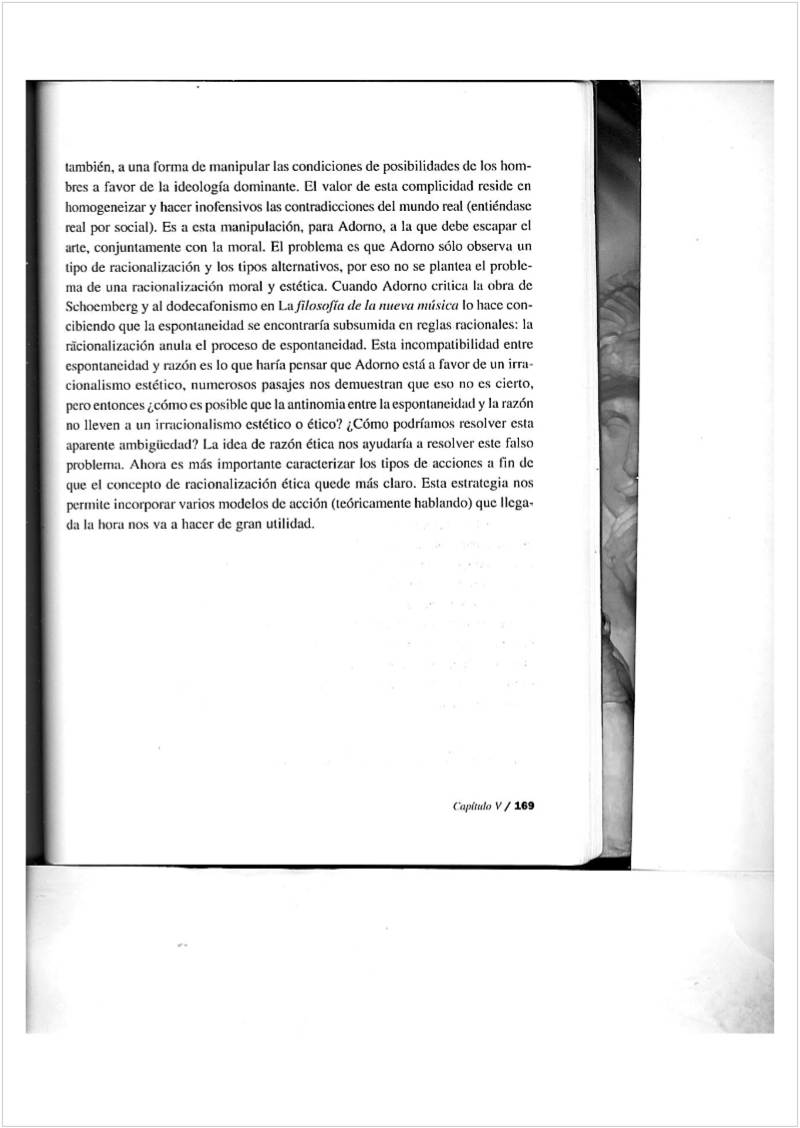 también, a una forma de manipular las condiciones de posibilidades de los hom-
bres a favor de la ideología dominante. El valor de esta complicidad reside en
homogeneizar y hacer inofensivos las contradicciones del mundo real (entiéndase
real por social). Es a esta manipulación, para Adorno, a la que debe escapar el
arte, conjuntamente con la moral. El problema es que Adorno sólo observa un
tipo de racionalización y los tipos alternativos, por eso no se plantea el proble-
ma de una racionalización moral y estética. Cuando Adorno critica la obra de
Schoemberg y al dodecafonismo en La filosofía de la nueva música lo hace con-
cibiendo que la espontaneidad se encontraría subsumida en reglas racionales: la
racionalización anula el proceso de espontaneidad. Esta incompatibilidad entre
espontaneidad y razón es lo que haría pensar que Adorno está a favor de un irra-
cionalismo estético, numerosos pasajes nos demuestran que eso no es cierto,
pero entonces ¿cómo es posible que la antinomia entre la espontaneidad y la razón
no lleven a un irracionalismo estético o ético? ¿Cómo podríamos resolver esta
aparente ambigüedad? La idea de razón ética nos ayudaría a resolver este falso
problema. Ahora es más importante caracterizar los tipos de acciones a fin de
que el concepto de racionalización ética quede más claro. Esta estrategia nos
permite incorporar varios modelos de acción (teóricamente hablando) que llega-
da la hora nos va a hacer de gran utilidad.
Capítulo V / 169